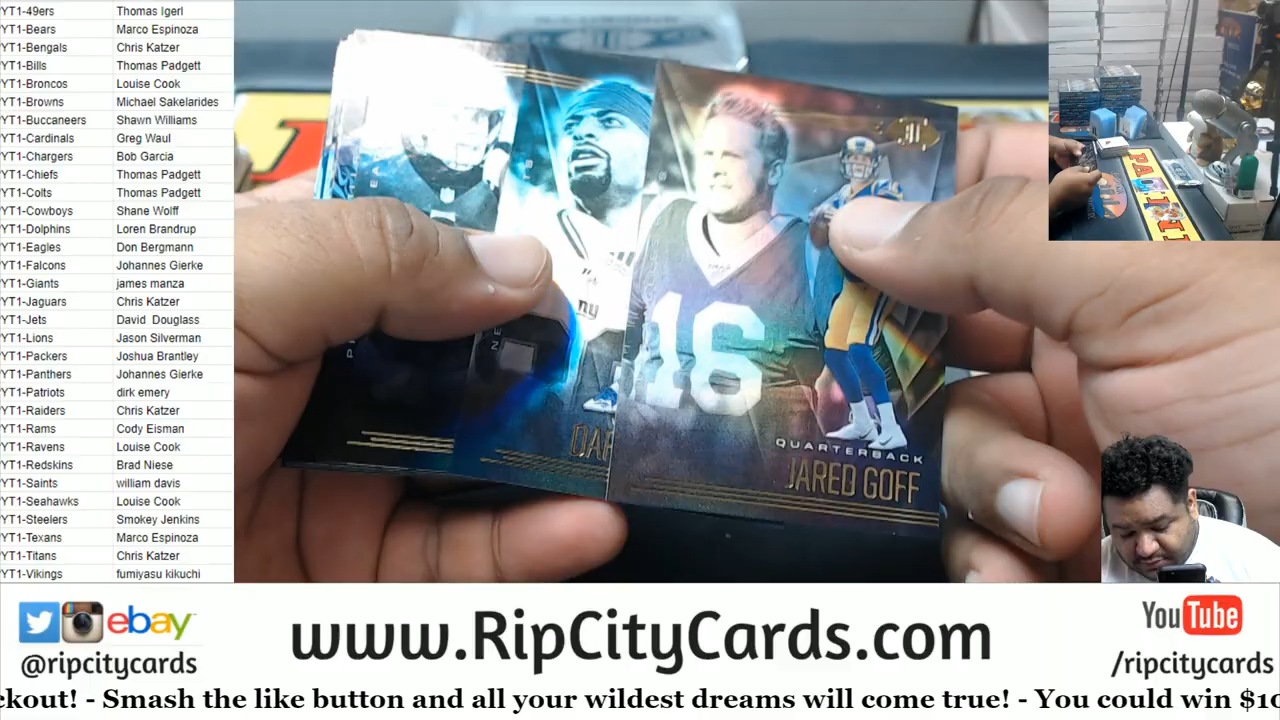 YT1-49ers Thomas Igerl
YT1-Bears Marco Espinoza
YT1-Bengals Chris Katzer
YT1-Bills Thomas Padgett
YT1-Broncos Louise Cook
YT1-Browns Michael Sakelarides
YT1-Buccaneers Shawn Williams
YT1-Cardinals Greg Waul
YT1-Chargers Bob Garcia
YT1-Chiefs Thomas Padgett
YT1-Colts Thomas Padgett
YT1-Cowboys Shane Wolff
YT1-Dolphins Loren Brandrup
YT1-Eagles Don Bergmann
YT1-Falcons Johannes Gierke
YT1-Giants james manza
YT1-Jaguars Chris Katzer
YT1-Jets David Douglass
YT1-Lions Jason Silverman
YT1-Packers Joshua Brantley
YT1-Panthers Johannes Gierke
YT1-Patriots dirk emery
YT1-Raiders Chris Katzer
YT1-Rams Cody Eisman
YT1-Ravens Louise Cook
YT1-Redskins Brad Niese
YT1-Saints william davis
YT1-Seahawks Louise Cook
YT1-Steelers Smokey Jenkins
YT1-Texans Marco Espinoza
YT1-Titans Chris Katzer
YT1-Vikings fumiyasu kikuchi
ny
16
DAR
QUARTERBACK
JARED GOFF
ebay
@ripcitycards
www.RipCityCards.com
YouTube
/ripcitycards
ckout! - Smash the like button and all your wildest dreams will come true! - You could win $10